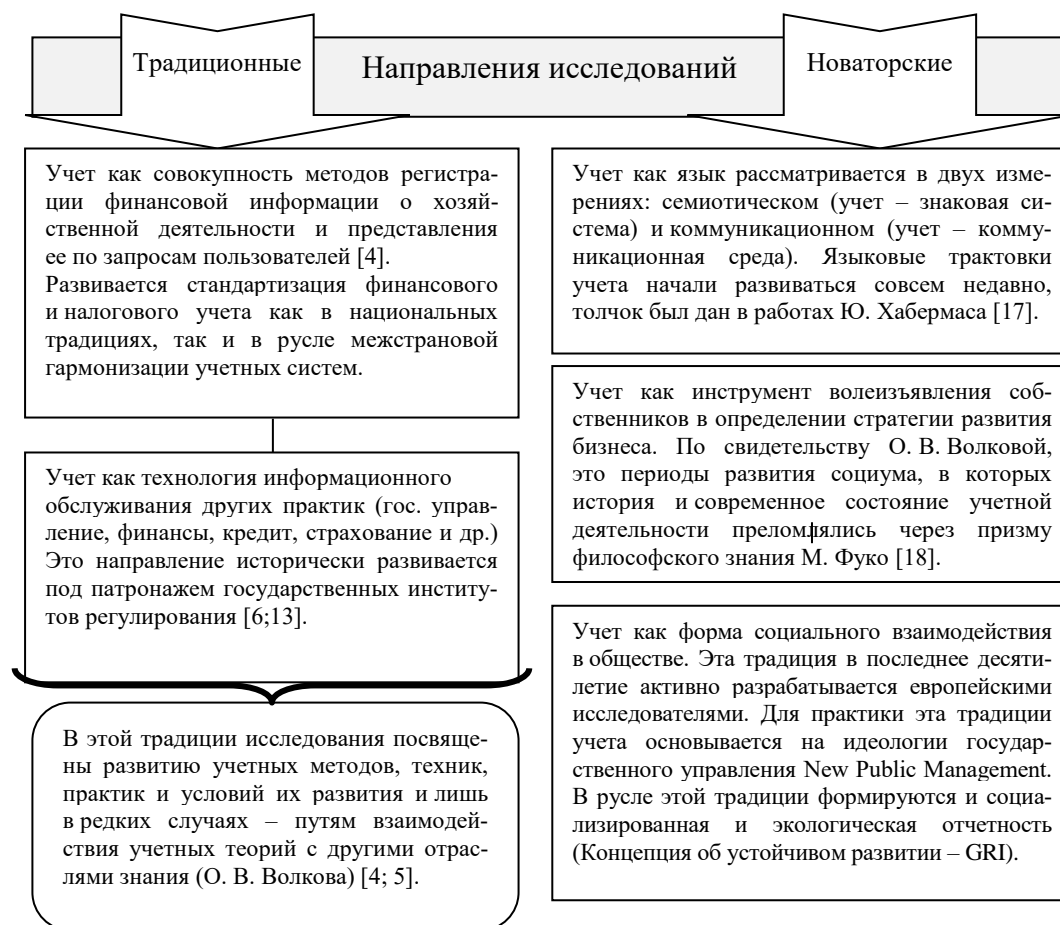 Традиционные
Направления исследований
Новаторские
Учет как совокупность методов регистра-
ции финансовой информации о хозяй-
ственной деятельности и представления
ее по запросам пользователей [4].
Развивается стандартизация финансового
и налогового учета как в национальных
традициях, так и в русле межстрановой
гармонизации учетных систем.
Учет как технология информационного
обслуживания других практик (гос. управ-
ление, финансы, кредит, страхование и др.)
Это направление исторически развивается
под патронажем государственных институ-
тов регулирования [6;13].
В этой традиции исследования посвяще-
ны развитию учетных методов, техник,
практик и условий их развития и лишь
в редких случаях – путям взаимодей-
ствия учетных теорий с другими отрас-
лями знания (О. В. Волкова) [4; 5].
Учет как язык рассматривается в двух изме-
рениях: семиотическом (учет – знаковая си-
стема) и коммуникационном (учет – комму-
никационная среда). Языковые трактовки
учета начали развиваться совсем недавно,
толчок был дан в работах Ю. Хабермаса [17].
Учет как инструмент волеизъявления соб-
ственников в определении стратегии развития
бизнеса. По свидетельству О. В. Волковой,
это периоды развития социума, в которых
история и современное состояние учетной
деятельности преломлялись через призму
философского знания М. Фуко [18].
Учет как форма социального взаимодействия
в обществе. Эта традиция в последнее десяти-
летие активно разрабатывается европейскими
исследователями. Для практики эта традиции
учета основывается на идеологии государ-
ственного управления New Public Management.
В русле этой традиции формируются и социа-
лизированная и экологическая отчетность
(Концепция об устойчивом развитии – GRI).